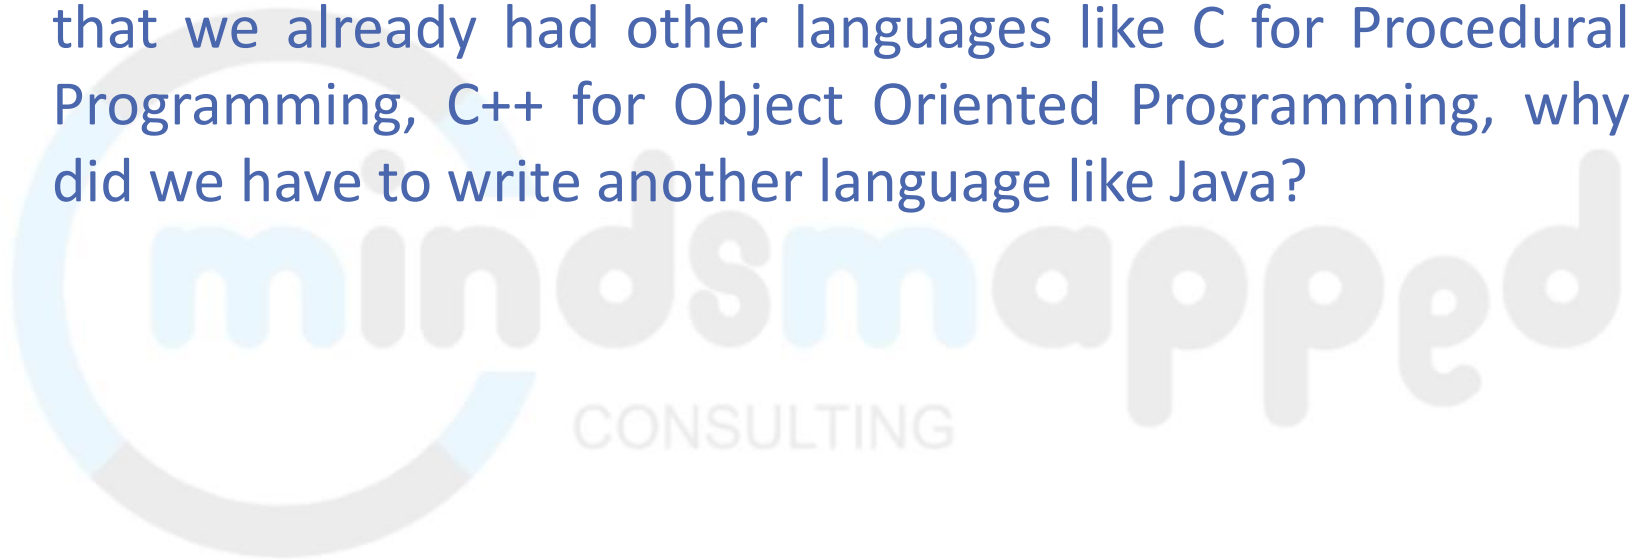 that we already had other languages like C for Procedural
Programming, C++ for Object Oriented Programming, why
did we have to write another language like Java?
mindsmapped
CONSULTING